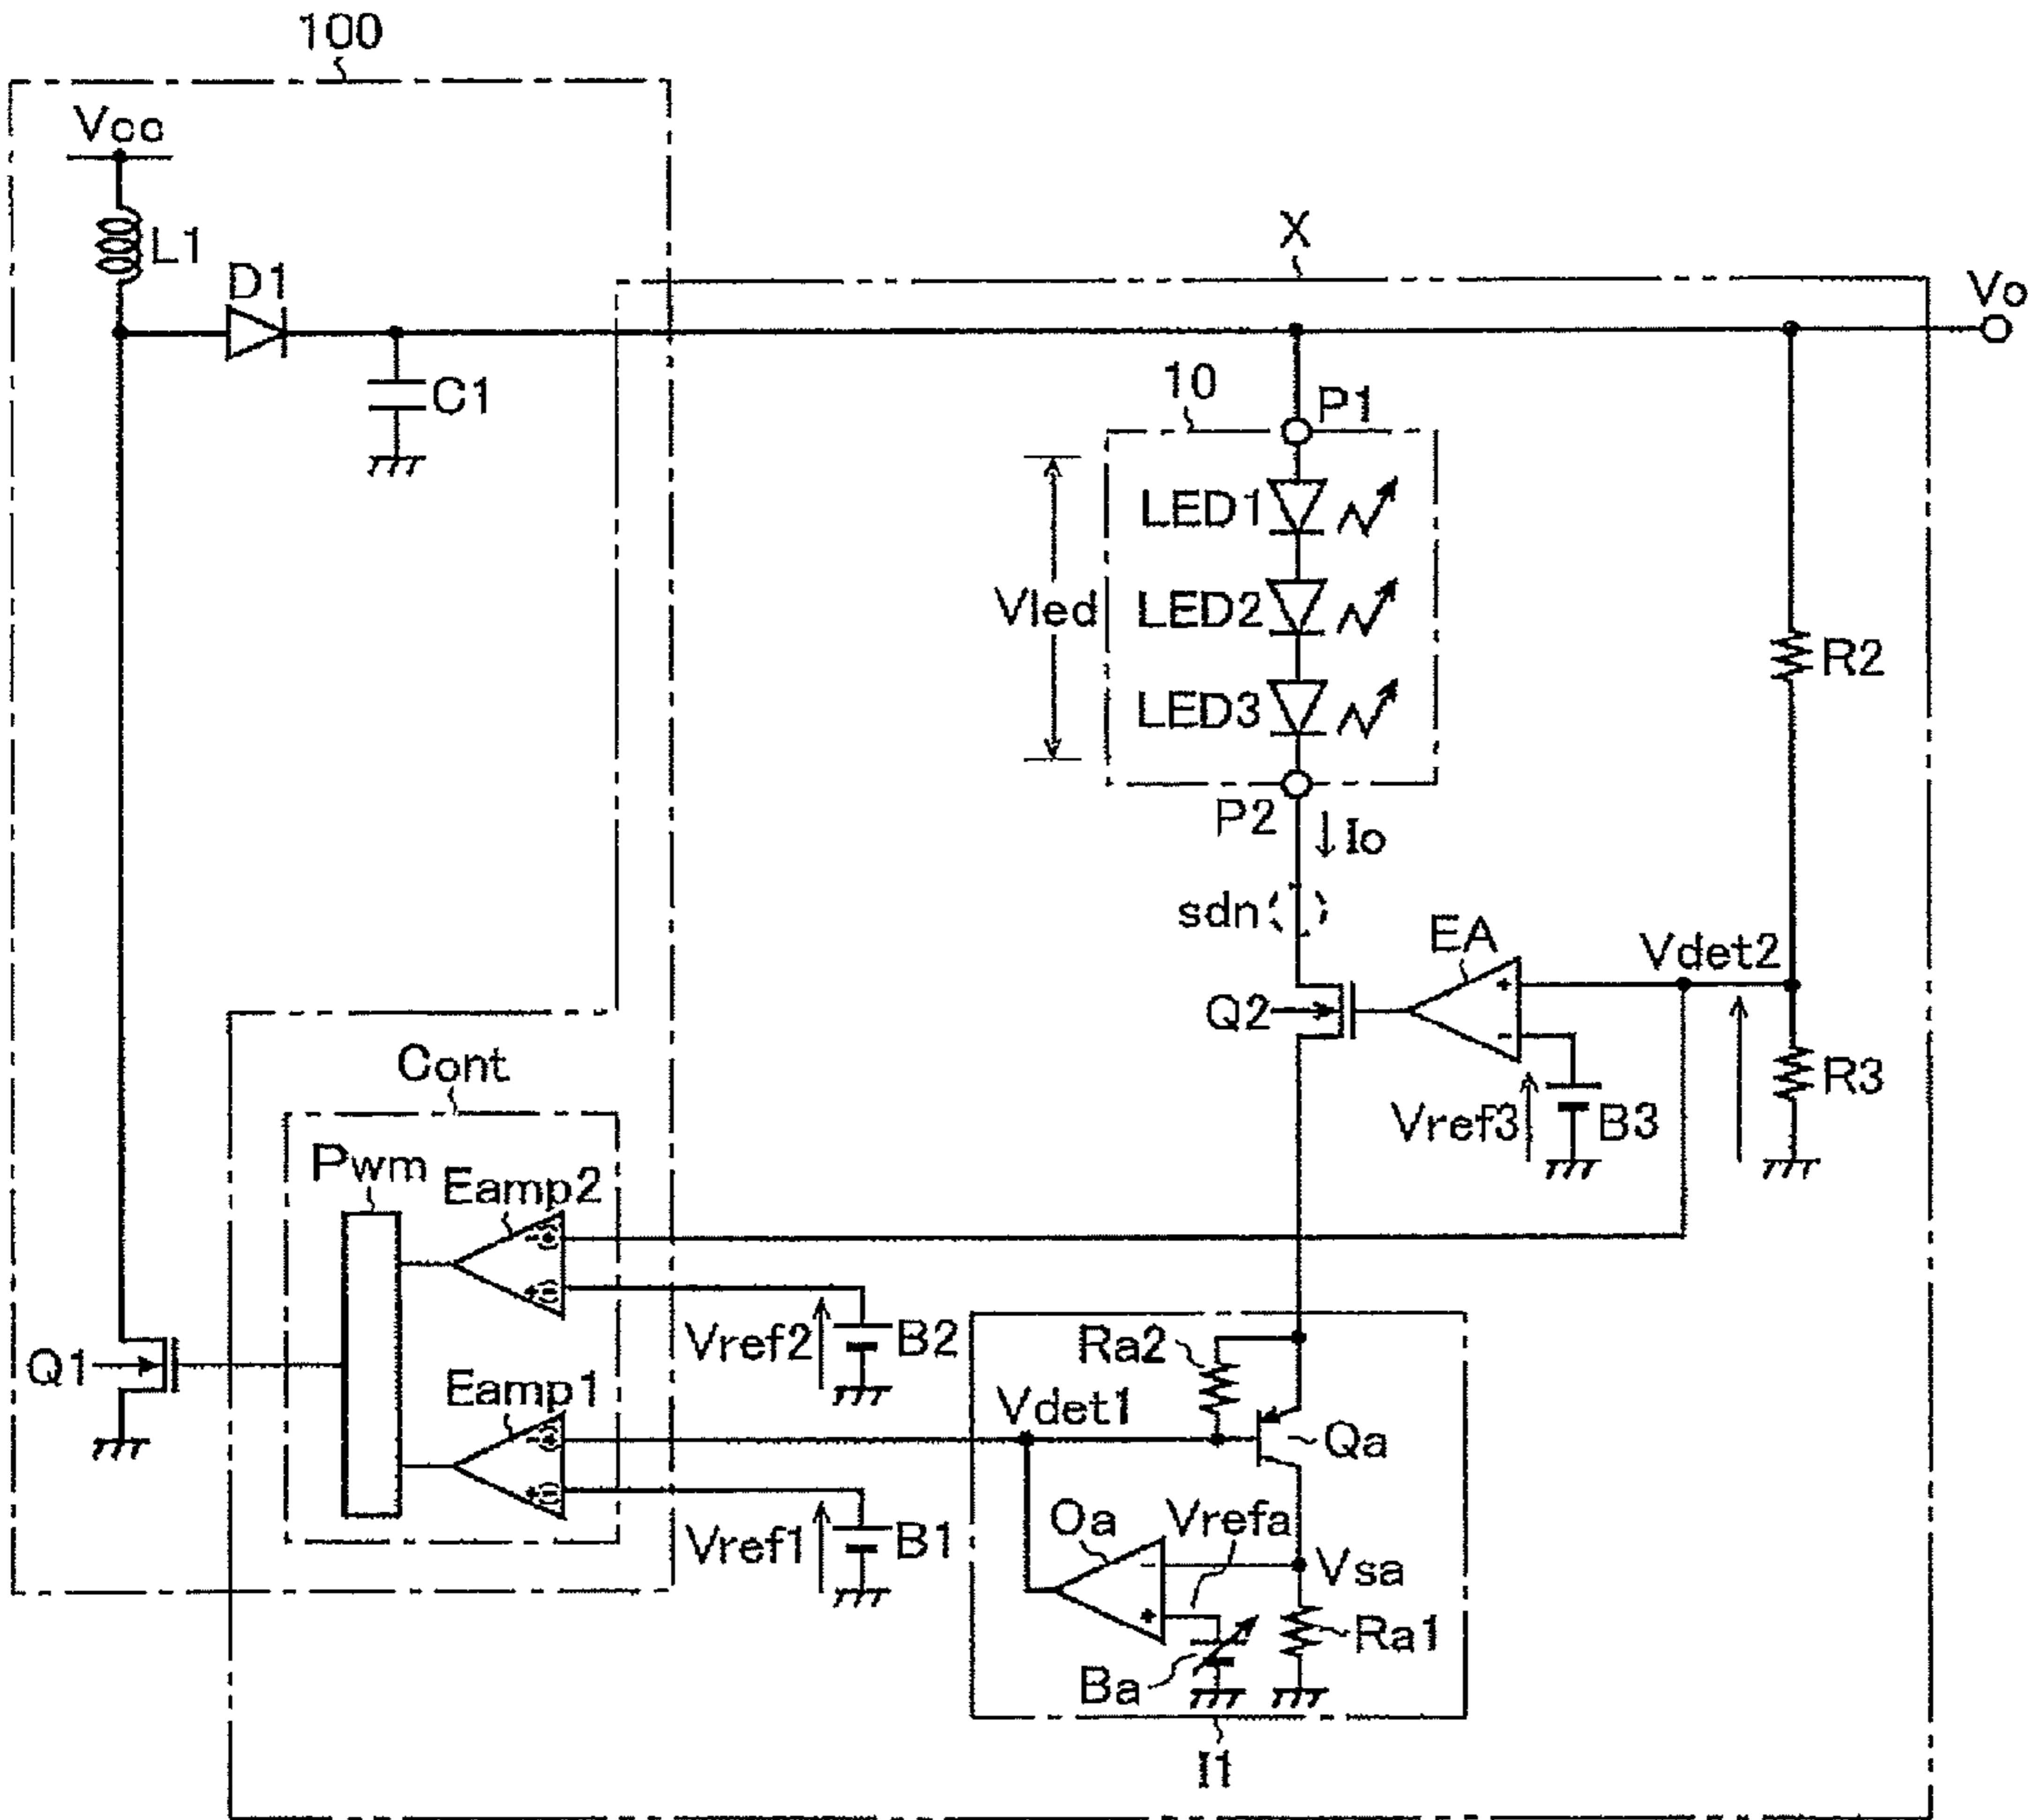 100
Vcc
L1
D1
X
Vo
C1
10
P1
LED1
Vled
LED2
R2
LED3
P2
Io
sdn
EA
Vdet2
Q2
+
-
R3
Cont
Vref3
B3
Pwm
Eamp2
-(+)
+(-)
Ra2
Vref2
B2
Q1
Eamp1
Vdet1
-(+)
Qa
+(-)
Oa
Vrefa
Vref1
B1
-
Vsa
+
Ra1
Ba
I1